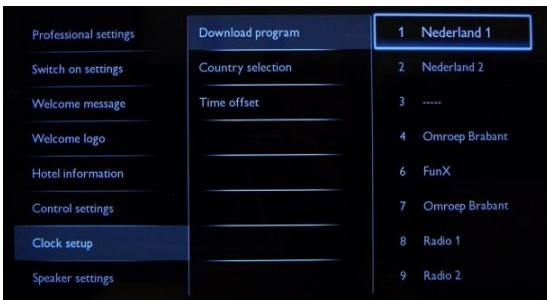 Professional settings
Switch on settings
Welcome message
Welcome logo
Hotel information
Control settings
Clock setup
Speaker settings
Download program
Country selection
Time offset
1 Nederland 1
2 Nederland 2
3 -----
4 Omroep Brabant
6 FunX
7 Omroep Brabant
8 Radio 1
9 Radio 2